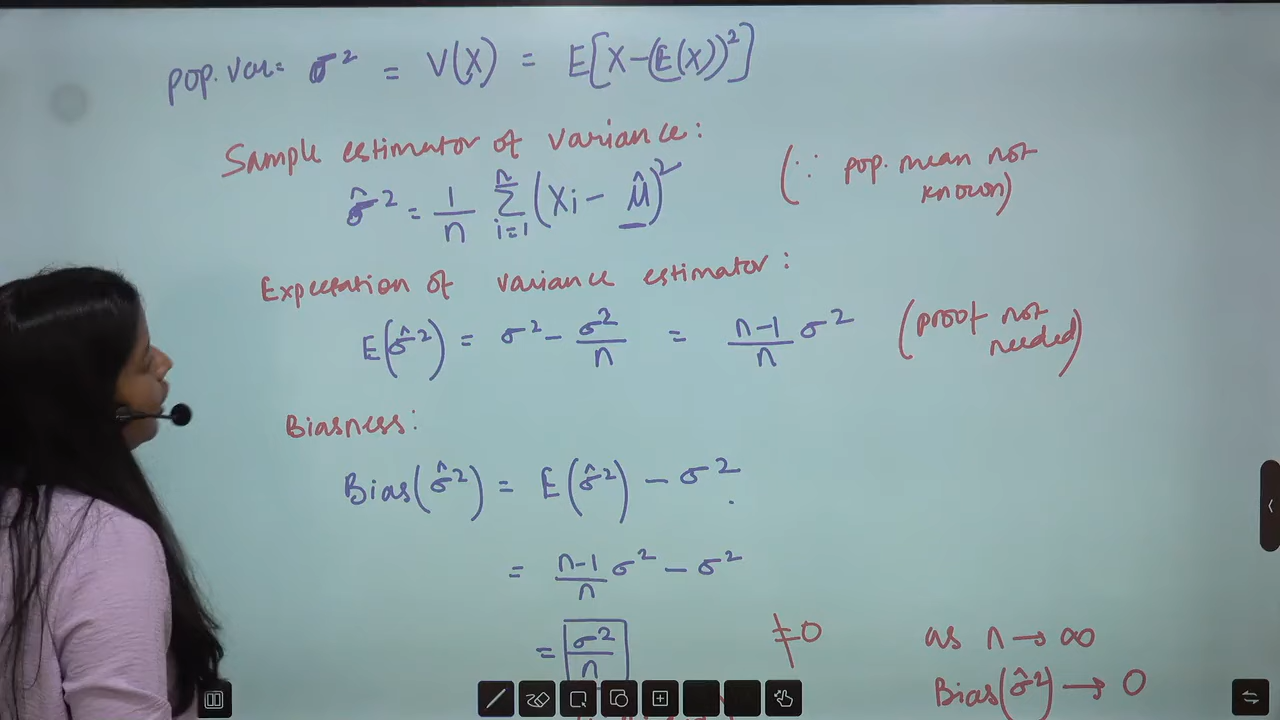 pop. var = σ² = V(X) = E[X-(E(X))²]
Sample estimator of variance:
σ̂² = 1/n Σᵢ₌₁ⁿ (Xi - μ̂)²
(∵ pop. mean not known)
Expectation of variance estimator:
E(σ̂²) = σ² - σ²/n = n-1/n σ² (proof not needed)
Biasness:
Bias(σ̂²) = E(σ̂²) - σ²
= n-1/n σ² - σ²
= σ²/n ≠0
as n → ∞
Bias(σ̂²) → 0